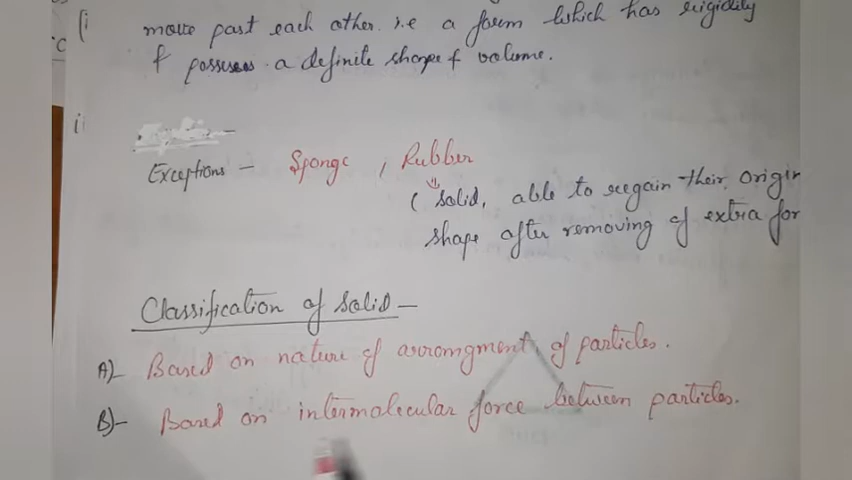 move past each other. i.e a form which has rigidity
& possess a definite shape & volume.
Exceptions - Sponge , Rubber
( solid, able to regain their origin
shape after removing of extra for
Classification of Solid -
A)- Based on nature of arrangment of particles.
B)- Based on intermolecular force between particles.